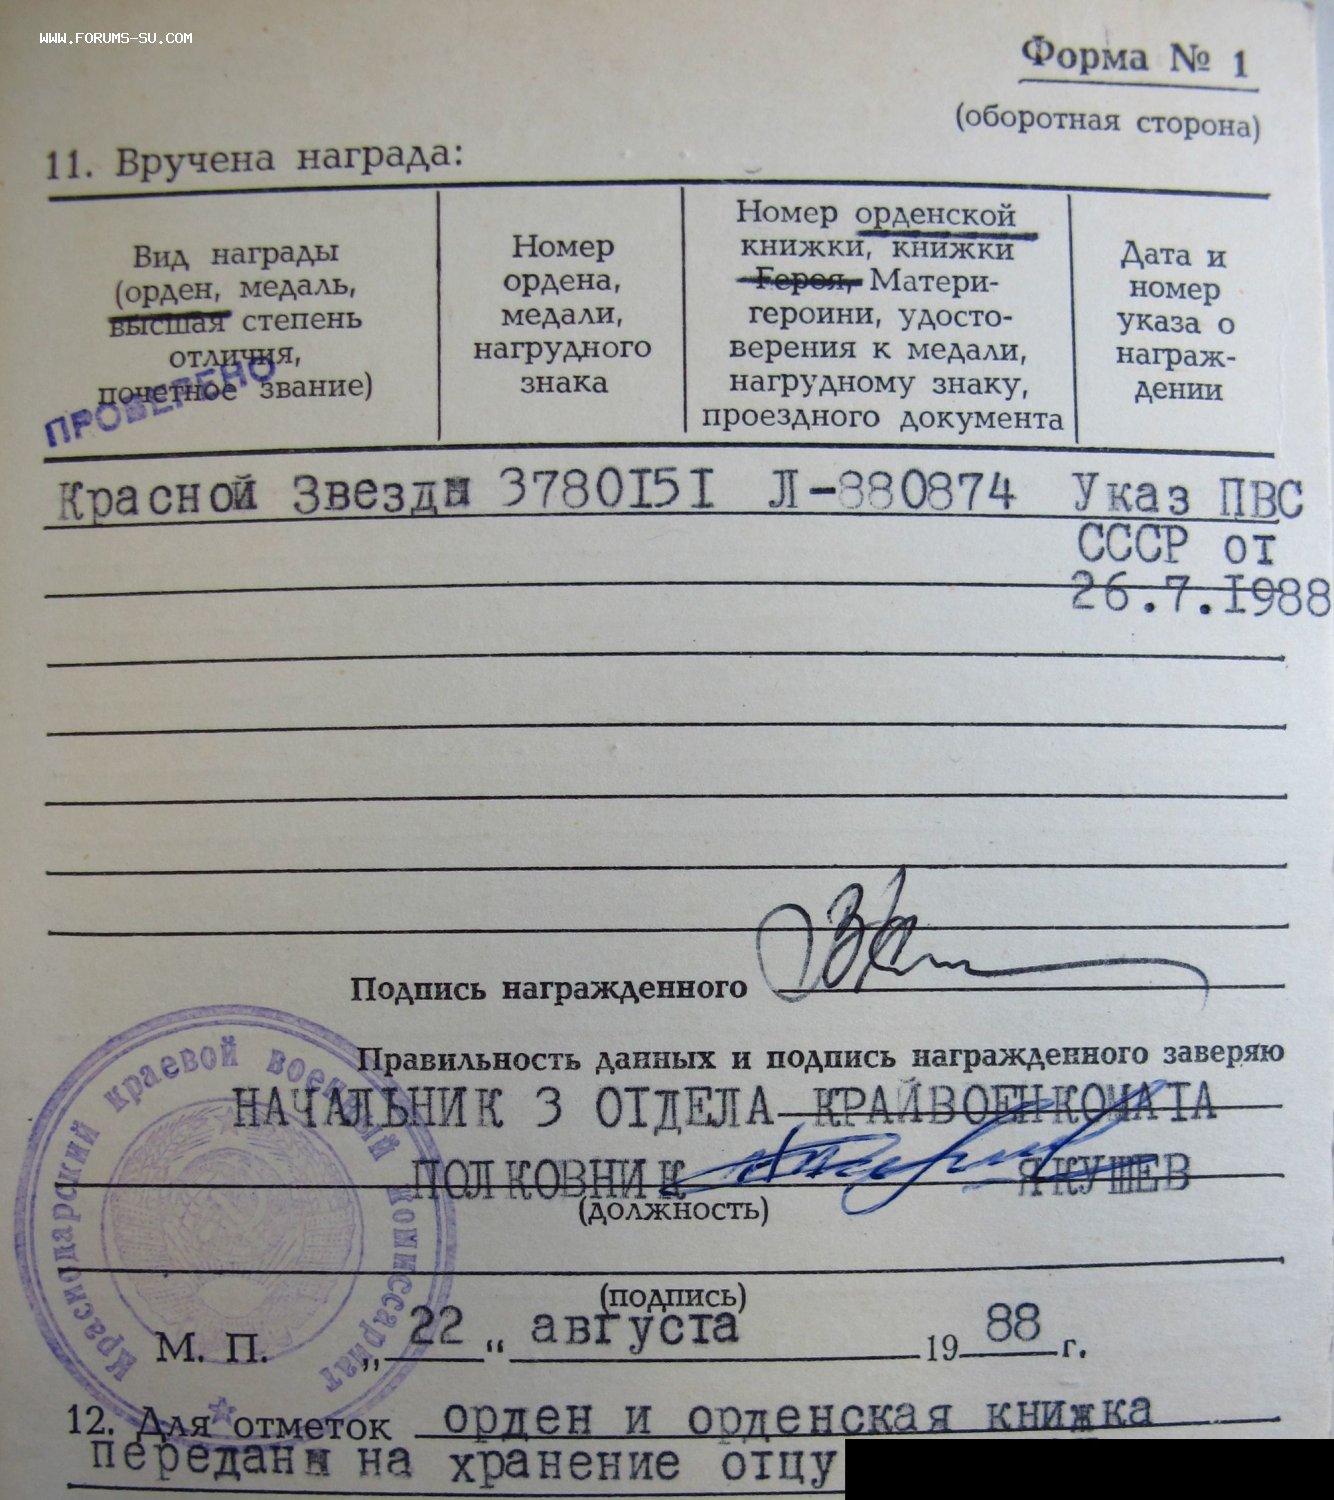 WWW.FORUMS-SU.COM
Форма № 1
(оборотная сторона)
11. Вручена награда:
Вид награды
(орден, медаль,
высшая степень
отличия,
почетное звание)
ПРОВЕРЕНО
Номер
ордена,
медали,
нагрудного
знака
Номер орденской
книжки, книжки
Героя, Матери-
героини, удосто-
верения к медали,
нагрудному знаку,
проездного документа
Дата и
номер
указа о
награж-
дении
Красной Звезды 3780I5I Л-880874 Указ ПВС
СССР от
26.7.I988
Подпись награжденного
Правильность данных и подпись награжденного заверяю
НАЧАЛЬНИК 3 ОТДЕЛА КРАЙВОЕНКОМАТА
ПОЛКОВНИК ЯКУШЕВ
(должность)
(подпись)
Краснодарский краевой военный комиссариат
М. П. „ 22 “ августа 19 88 г.
12. Для отметок орден и орденская книжка
переданы на хранение отцу